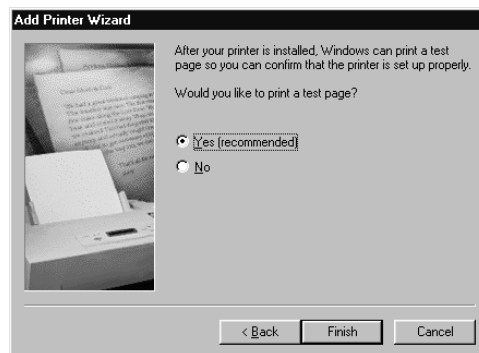 Add Printer Wizard
After your printer is installed, Windows can print a test
page so you can confirm that the printer is set up properly.
Would you like to print a test page?
Yes (recommended)
No
< Back
Finish
Cancel